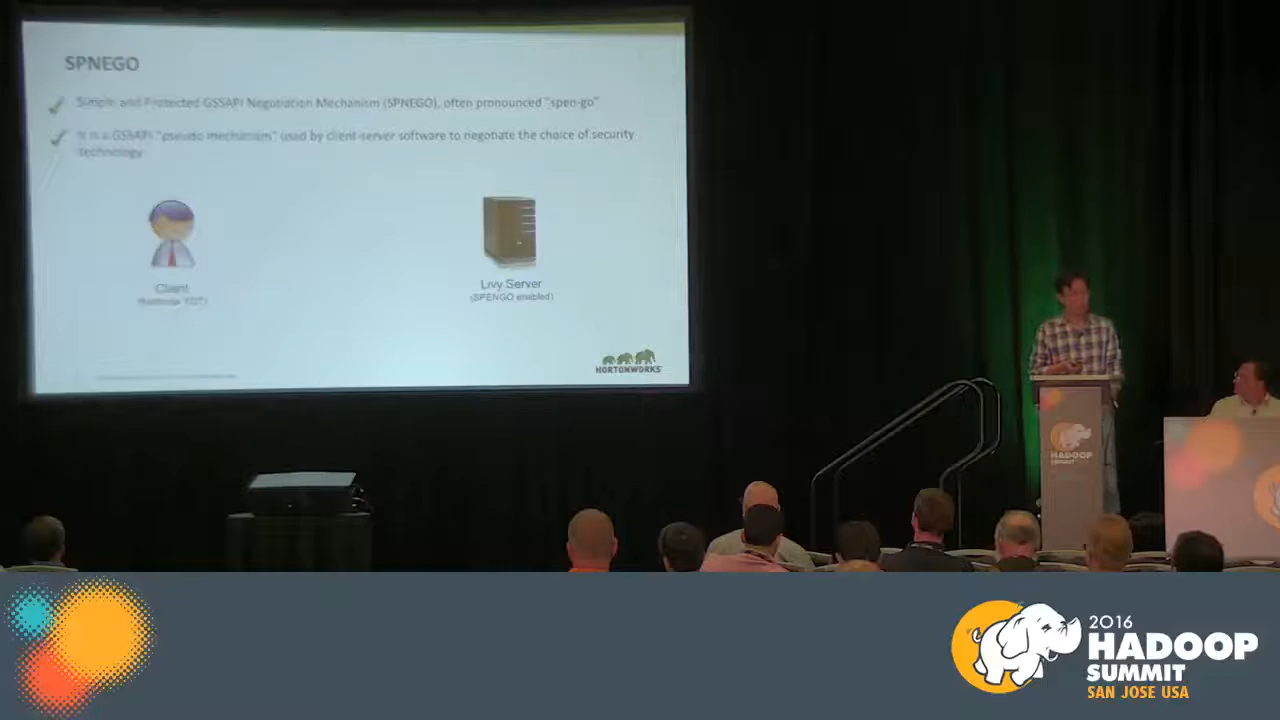 SPNEGO
Simple and Protected GSSAPI Negotiation Mechanism (SPNEGO), often pronounced "spen-go"
It is a GSSAPI "pseudo mechanism" used by client-server software to negotiate the choice of security
technology
Client
Livy Server
(SPENGO enabled)
HORTONWORKS
HADOOP
SUMMIT
2016
HADOOP
SUMMIT
SAN JOSE USA